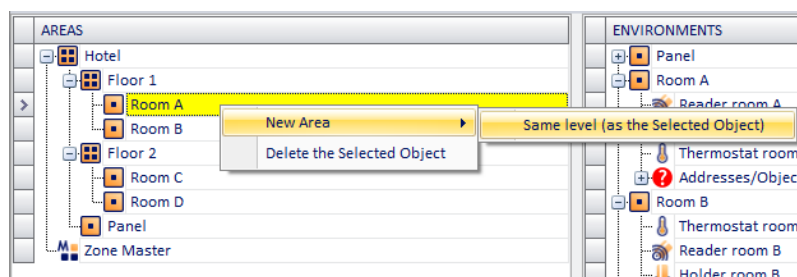 AREAS
Hotel
Floor 1
Room A
Room B
Floor 2
Room C
Room D
Panel
Zone Master
New Area
Delete the Selected Object
Same level (as the Selected Object)
ENVIRONMENTS
Panel
Room A
Reader room A
Thermostat room
Addresses/Objec
Room B
Thermostat room
Reader room B
Holder room B